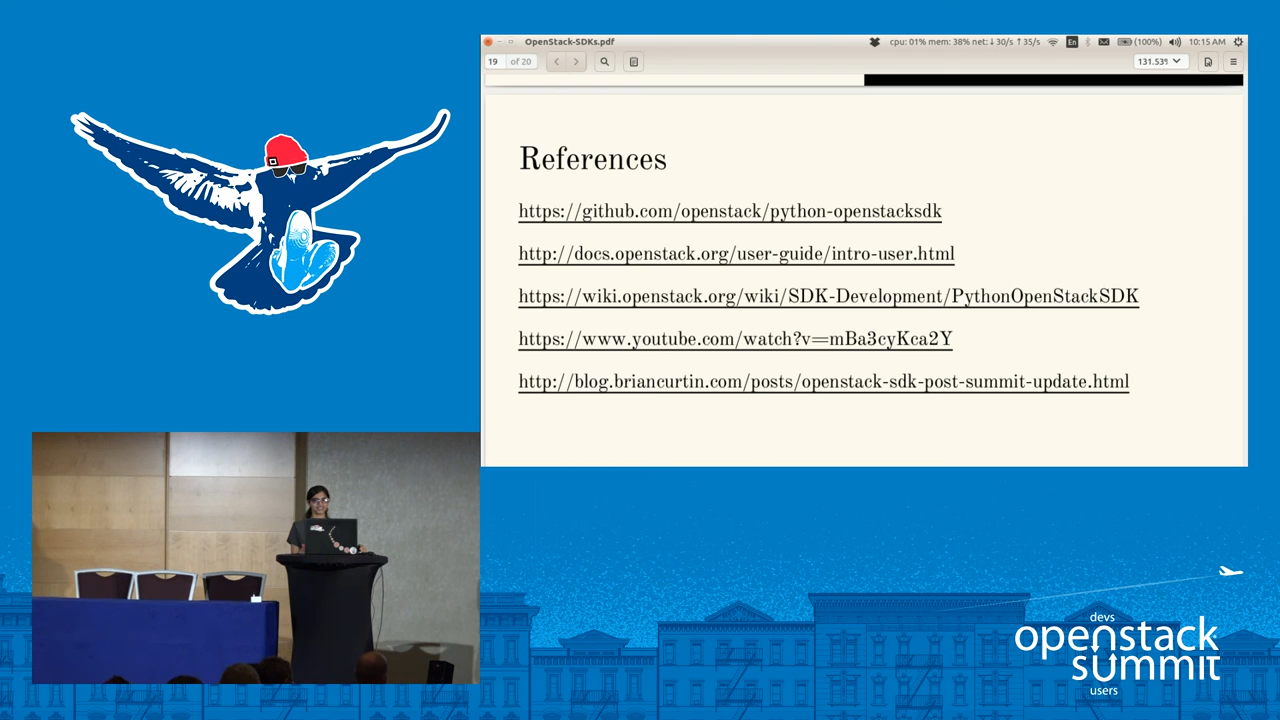 OpenStack-SDKs.pdf
cpu: 01% mem: 38% net:↓30/s ↑35/s En (100%) 10:15 AM
19 of 20 131.53%
References
https://github.com/openstack/python-openstacksdk
http://docs.openstack.org/user-guide/intro-user.html
https://wiki.openstack.org/wiki/SDK-Development/PythonOpenStackSDK
https://www.youtube.com/watch?v=mBa3cyKca2Y
http://blog.briancurtin.com/posts/openstack-sdk-post-summit-update.html
devs
openstack
summit
users